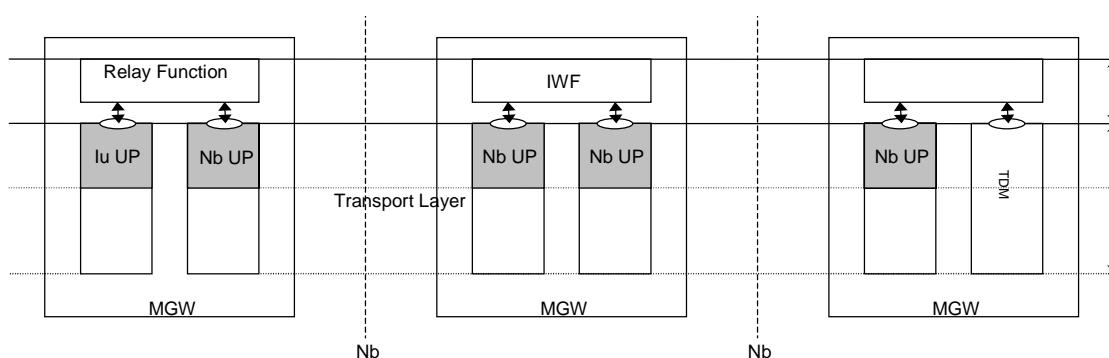 Relay Function
IWF
Iu UP
Nb UP
Nb UP
Nb UP
Nb UP
TDM
Transport Layer
MGW
MGW
MGW
Nb
Nb